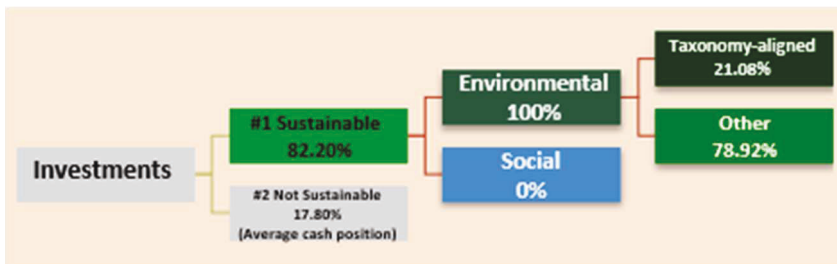 Investments
#1 Sustainable
82.20%
#2 Not Sustainable
17.80%
(Average cash position)
Environmental
100%
Social
0%
Taxonomy-aligned
21.08%
Other
78.92%